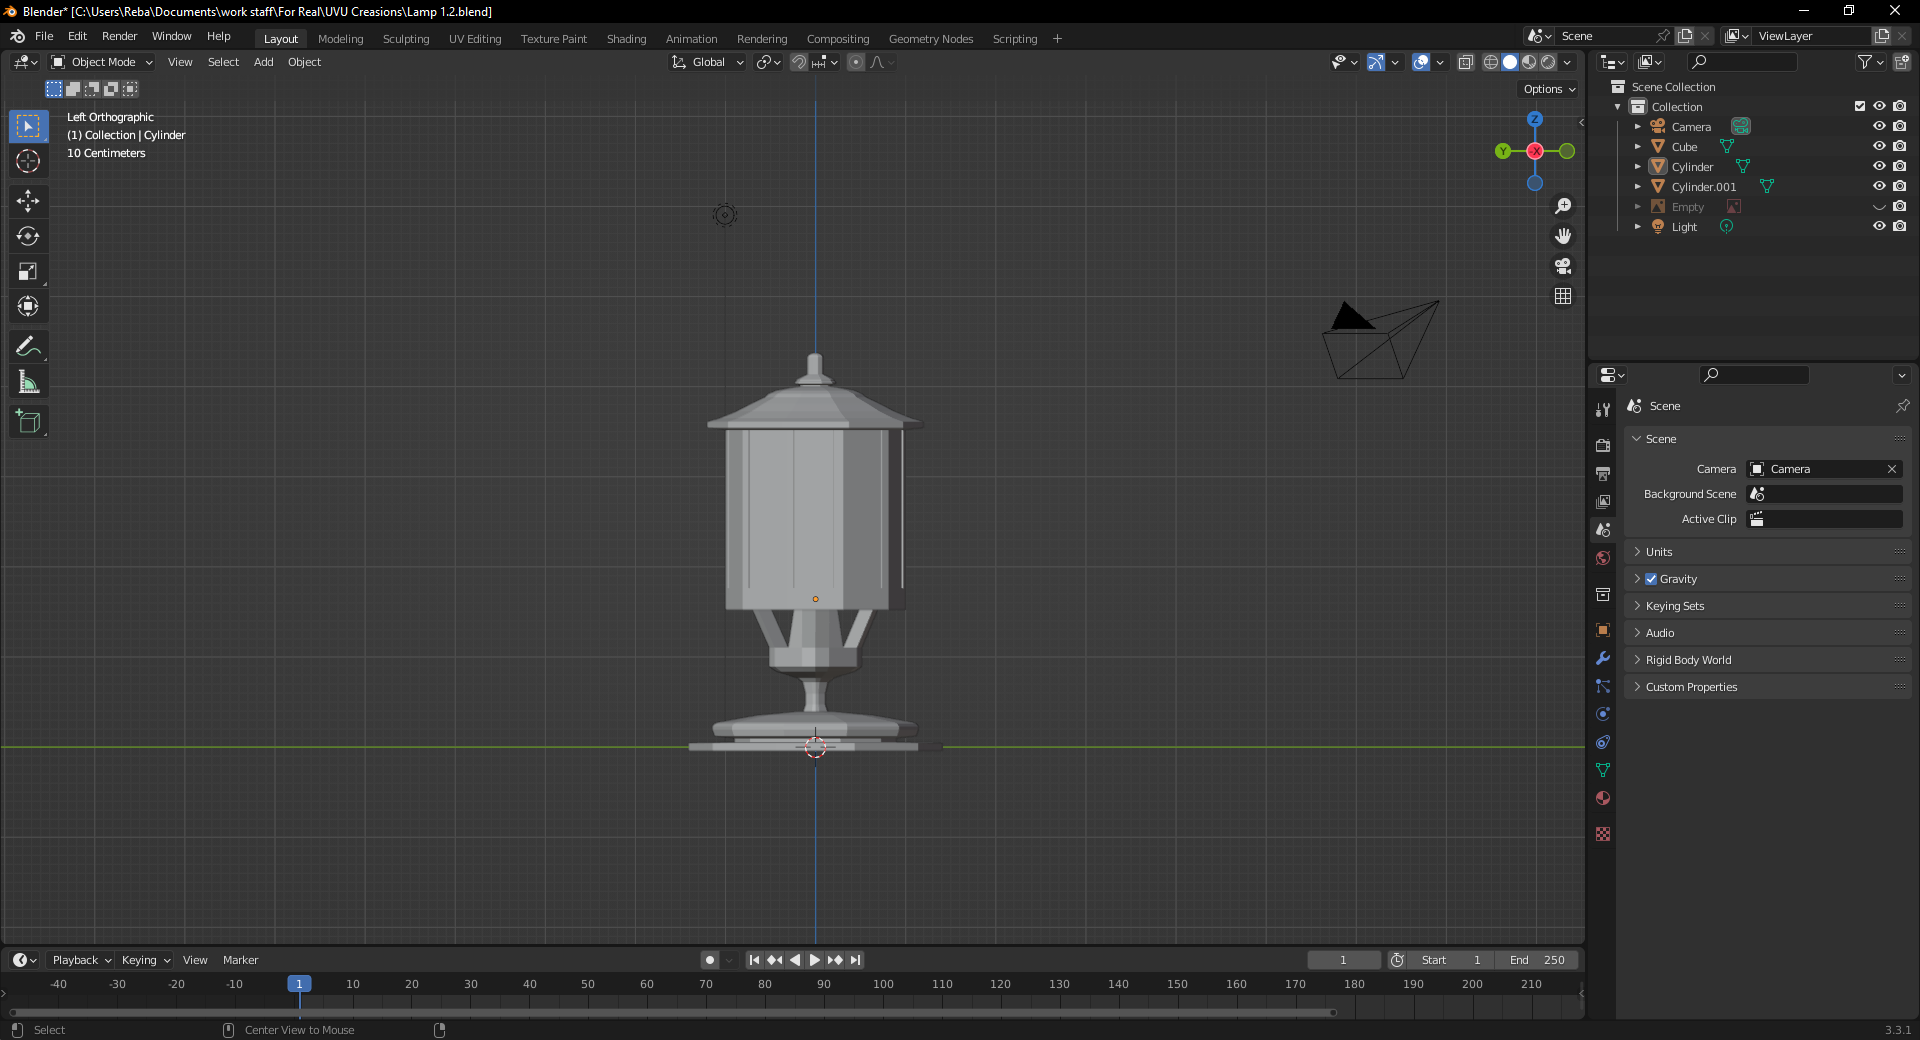 Blender* [C:\Users\Reba\Documents\work staff\For Real\UVU Creasions\Lamp 1.2.blend]
File Edit Render Window Help Layout Modeling Sculpting UV Editing Texture Paint Shading Animation Rendering Compositing Geometry Nodes Scripting + Scene ViewLayer
Object Mode View Select Add Object Global
Options
Left Orthographic
(1) Collection | Cylinder
10 Centimeters
Z
Y
-X
Scene Collection
Collection
Camera
Cube
Cylinder
Cylinder.001
Empty
Light
Scene
Scene
Camera Camera
Background Scene
Active Clip
Units
Gravity
Keying Sets
Audio
Rigid Body World
Custom Properties
Playback Keying View Marker 1 Start 1 End 250
-40 -30 -20 -10 1 10 20 30 40 50 60 70 80 90 100 110 120 130 140 150 160 170 180 190 200 210
Select Center View to Mouse 3.3.1